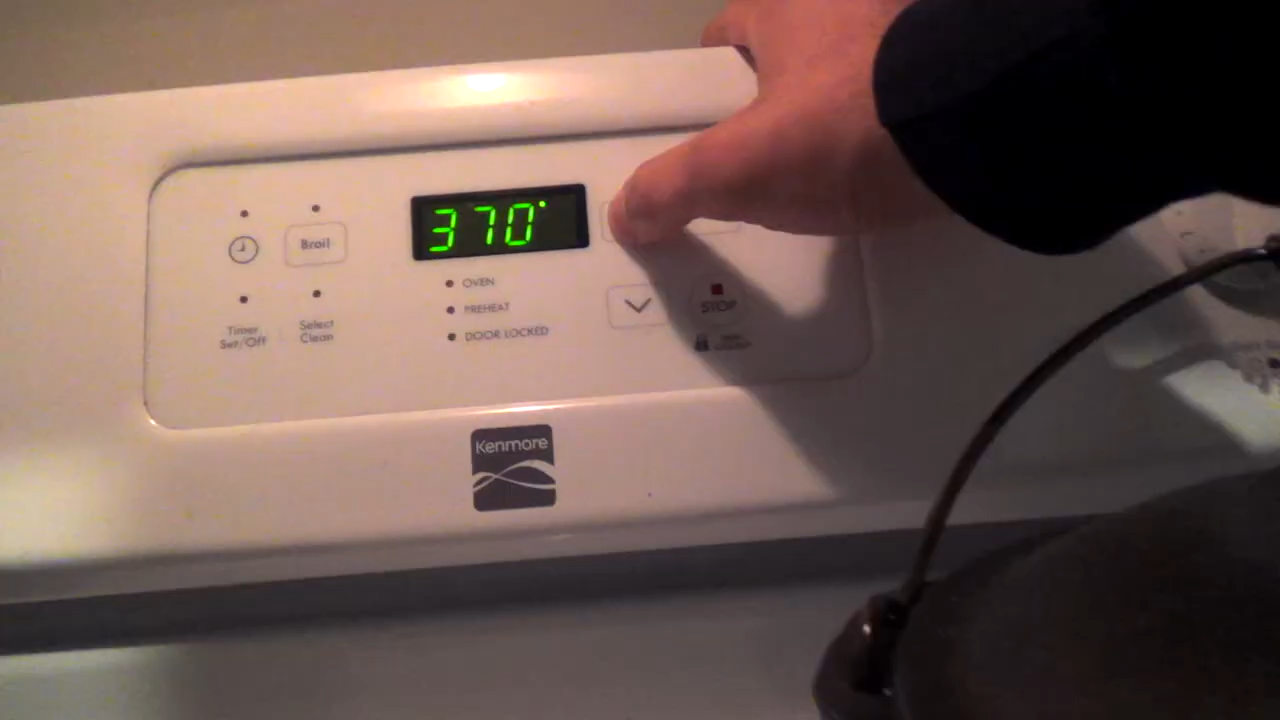 370°
Broil
OVEN
PREHEAT
DOOR LOCKED
Timer
Set/Off
Select
Clean
STOP
Kenmore